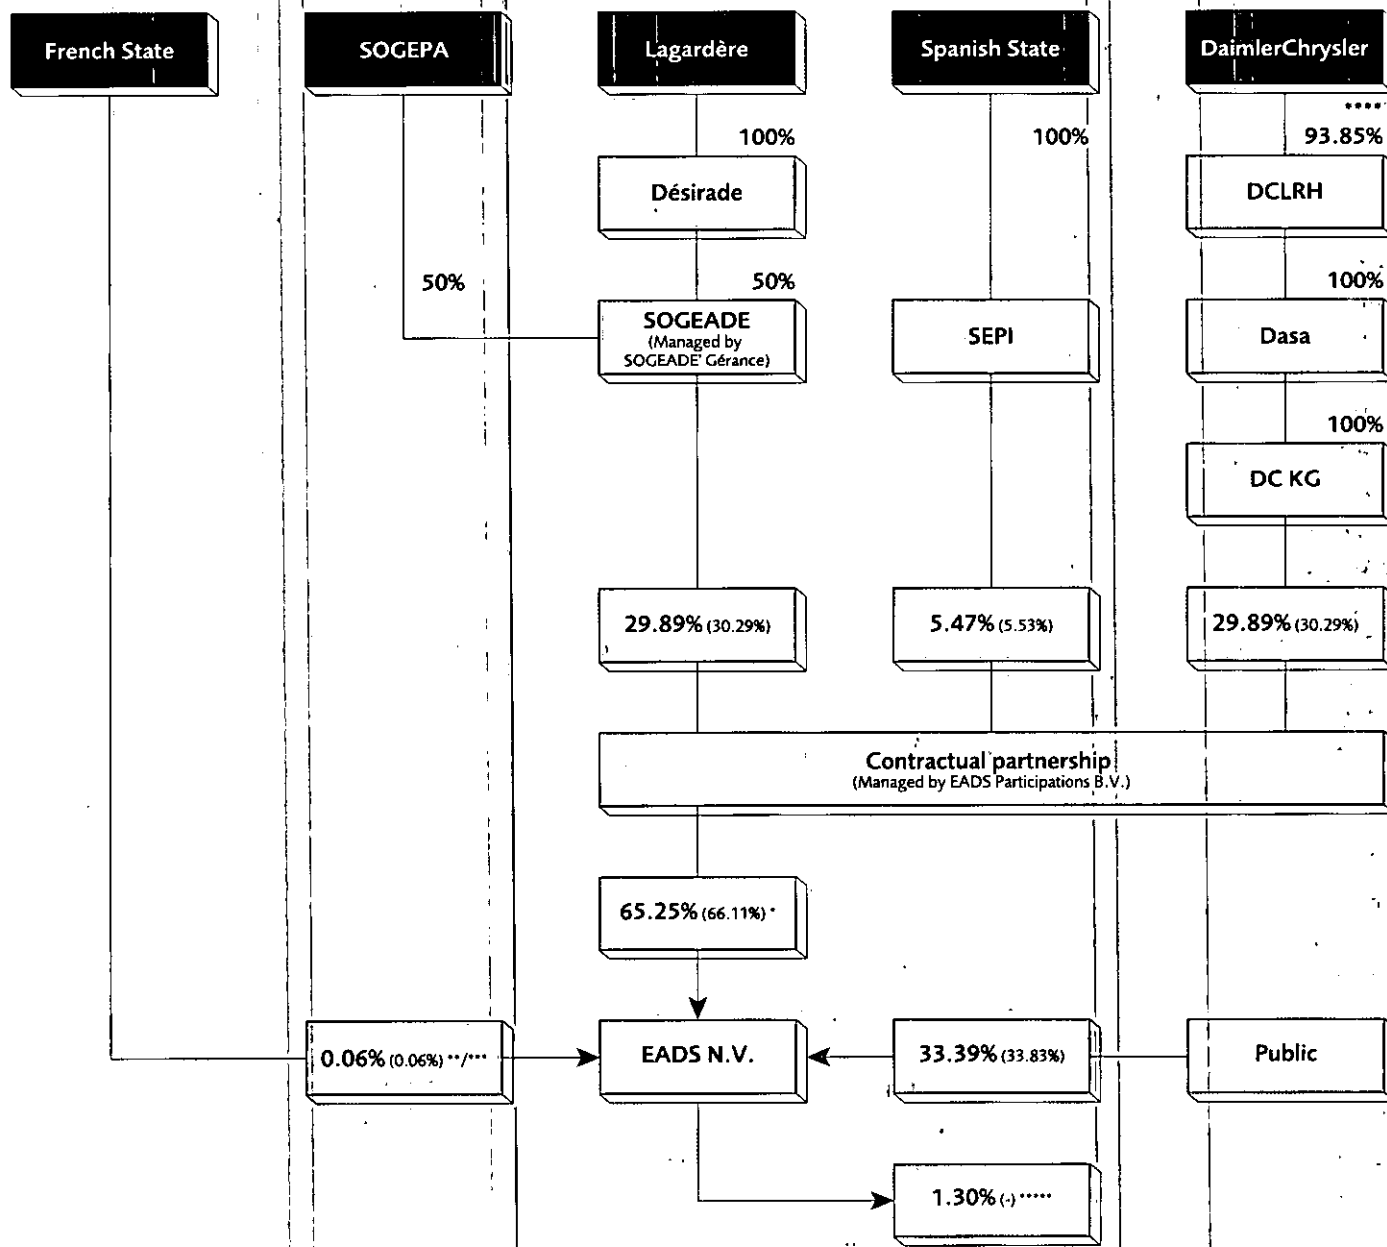 French State
SOGEPA
Lagardère
Spanish State
DaimlerChrysler
****
100%
100%
93.85%
Désirade
DCLRH
50%
50%
100%
SOGEADE
(Managed by
SOGEADE' Gérance)
SEPI
Dasa
100%
DC KG
29.89% (30.29%)
5.47% (5.53%)
29.89% (30.29%)
Contractual partnership
(Managed by EADS Participations B.V.)
65.25% (66.11%) *
0.06% (0.06%) **/***
EADS N.V.
33.39% (33.83%)
Public
1.30% (-) *****